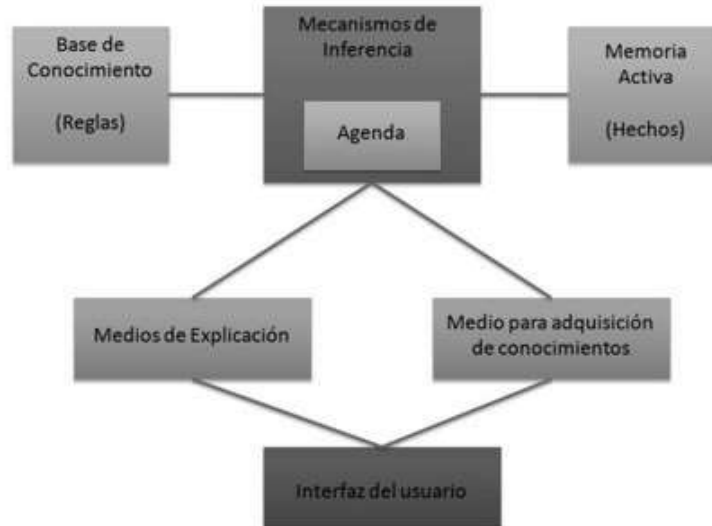 Base de
Conocimiento
(Reglas)
Mecanismos de
Inferencia
Agenda
Memoria
Activa
(Hechos)
Medios de Explicación
Medio para adquisición
de conocimientos
Interfaz del usuario